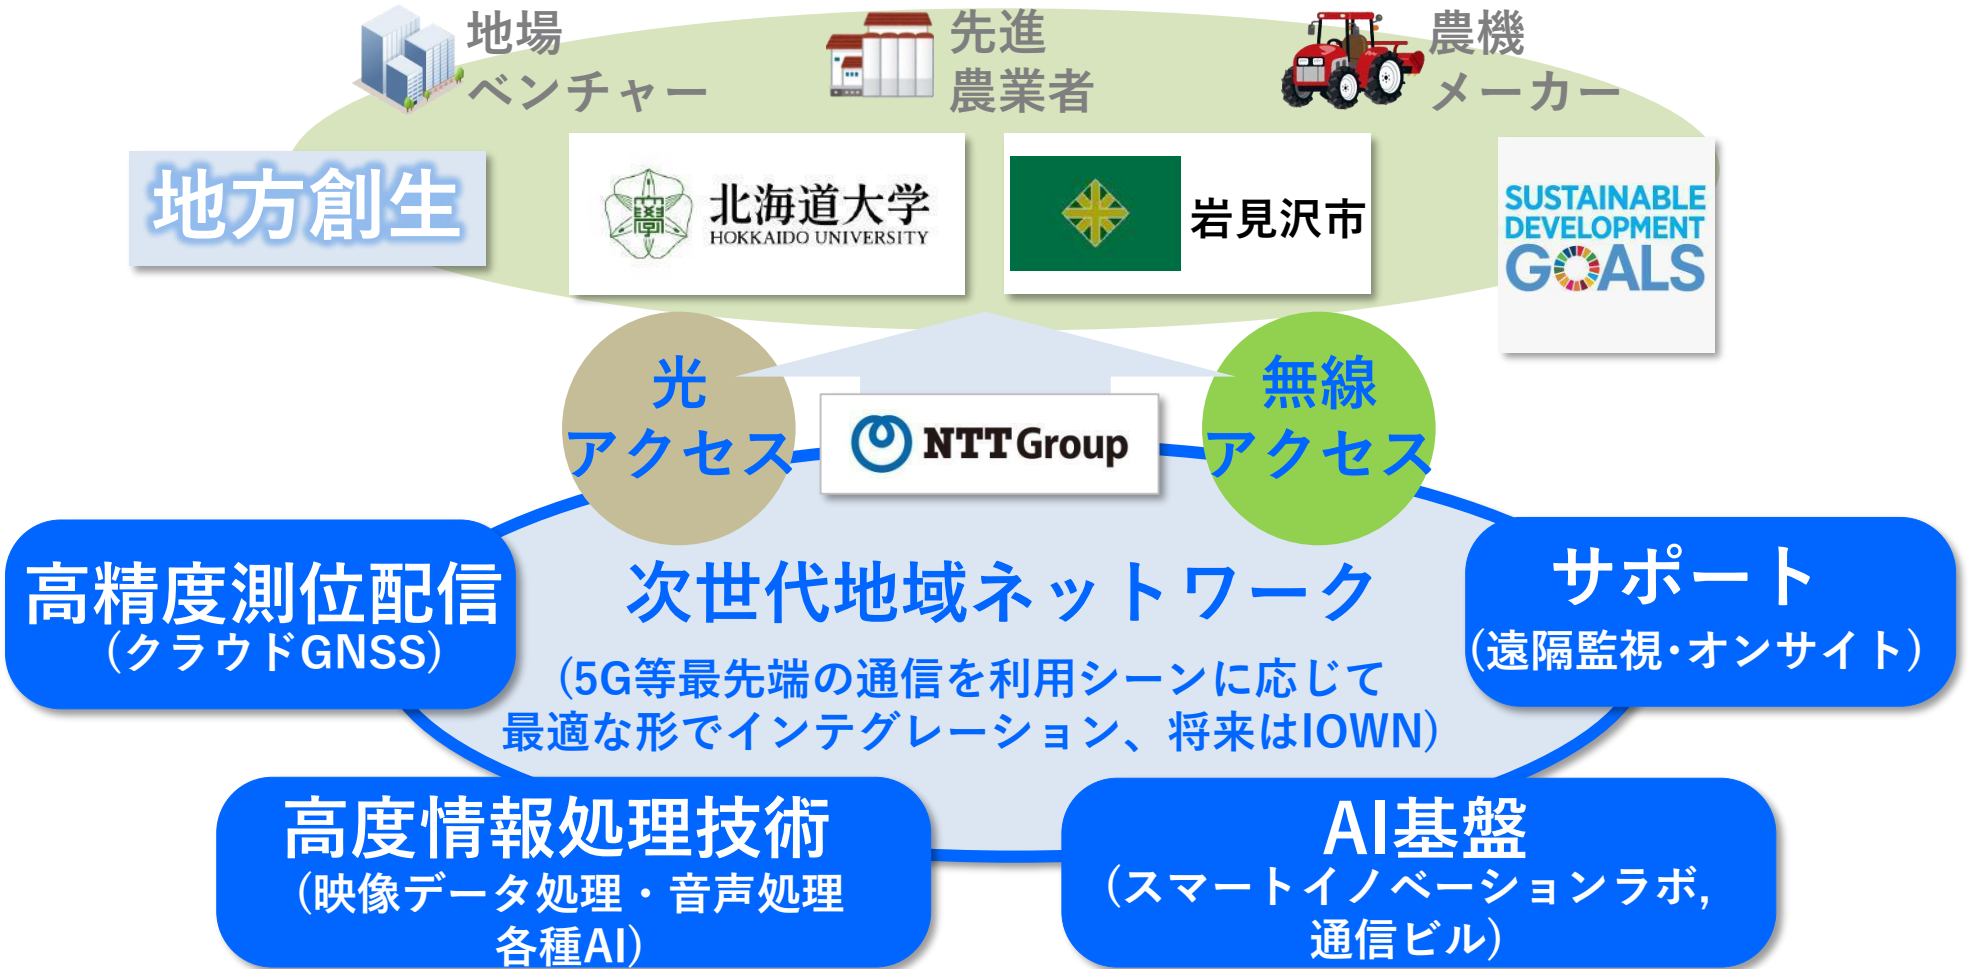 地場
ベンチャー
先進
農業者
農機
メーカー
地方創生
北海道大学
HOKKAIDO UNIVERSITY
岩見沢市
SUSTAINABLE
DEVELOPMENT
GOALS
光
アクセス
NTT Group
無線
アクセス
高精度測位配信
(クラウドGNSS)
次世代地域ネットワーク
(5G等最先端の通信を利用シーンに応じて
最適な形でインテグレーション、将来はIOWN)
サポート
(遠隔監視・オンサイト)
高度情報処理技術
(映像データ処理・音声処理
各種AI)
AI基盤
(スマートイノベーションラボ,
通信ビル)